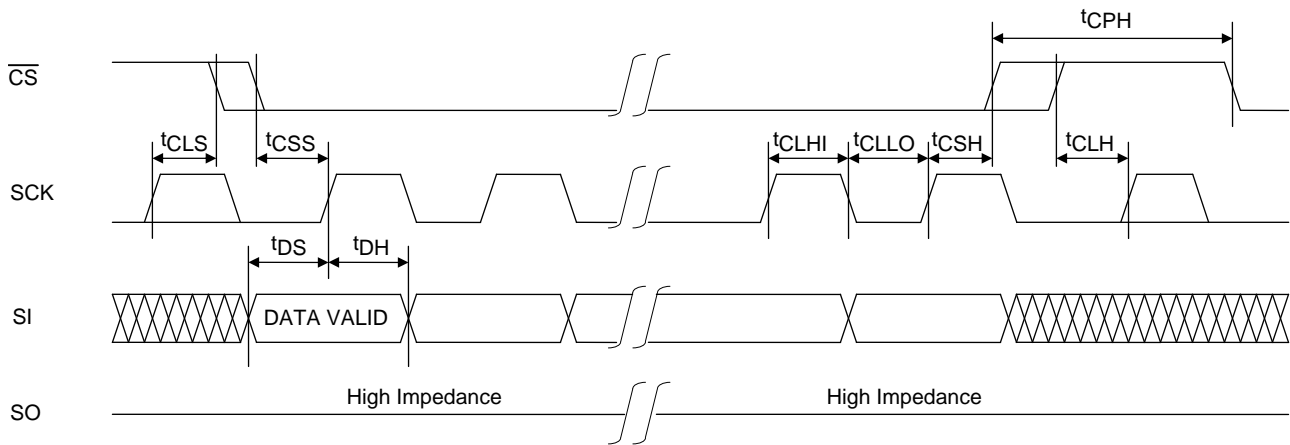 tCPH
CS
tCLS tCSS tCLHI tCLLO tCSH tCLH
SCK
tDS tDH
SI DATA VALID
High Impedance High Impedance
SO